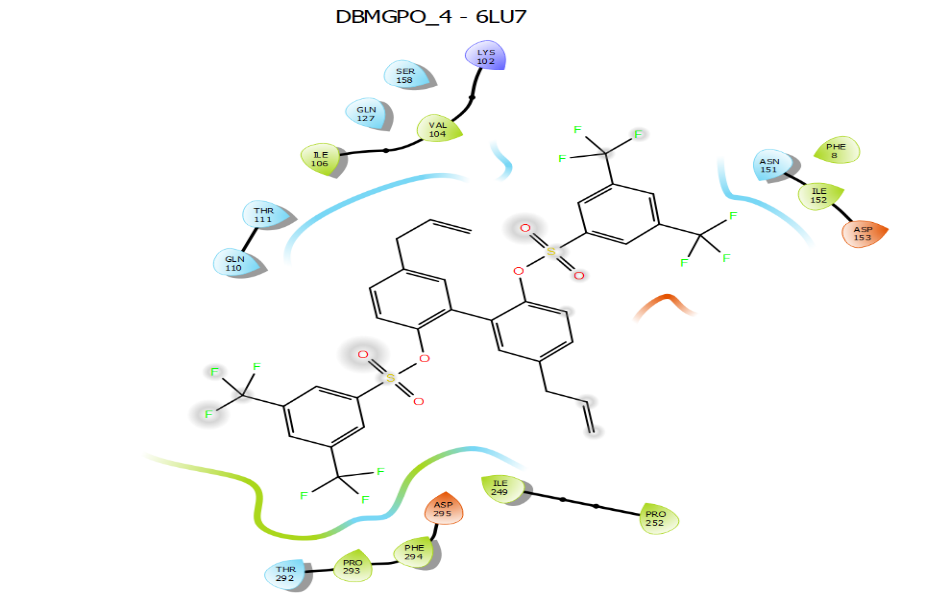 DBMGPO_4 - 6LU7
LYS
102
SER
158
GLN
127
VAL
104
ILE
106
PHE
8
ASN
151
ILE
152
ASP
153
THR
111
GLN
110
F
F
F
F
F
F
O
S
O
O
O
O
S
O
F
F
F
F
F
F
ILE
249
PRO
252
ASP
295
PHE
294
PRO
293
THR
292